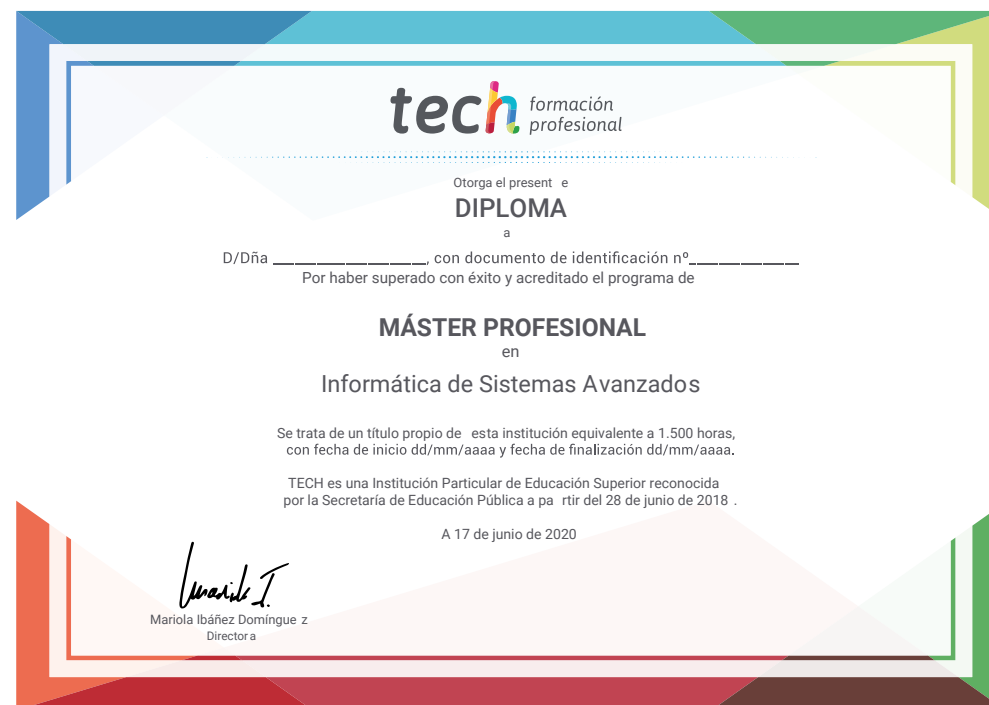 tech formación
profesional
Otorga el present e
DIPLOMA
a
D/Dña ____________________, con documento de identificación nº______________
Por haber superado con éxito y acreditado el programa de
MÁSTER PROFESIONAL
en
Informática de Sistemas Avanzados
Se trata de un título propio de esta institución equivalente a 1.500 horas,
con fecha de inicio dd/mm/aaaa y fecha de finalización dd/mm/aaaa.
TECH es una Institución Particular de Educación Superior reconocida
por la Secretaría de Educación Pública a pa rtir del 28 de junio de 2018 .
A 17 de junio de 2020
Mariola Ibáñez Domíngue z
Director a